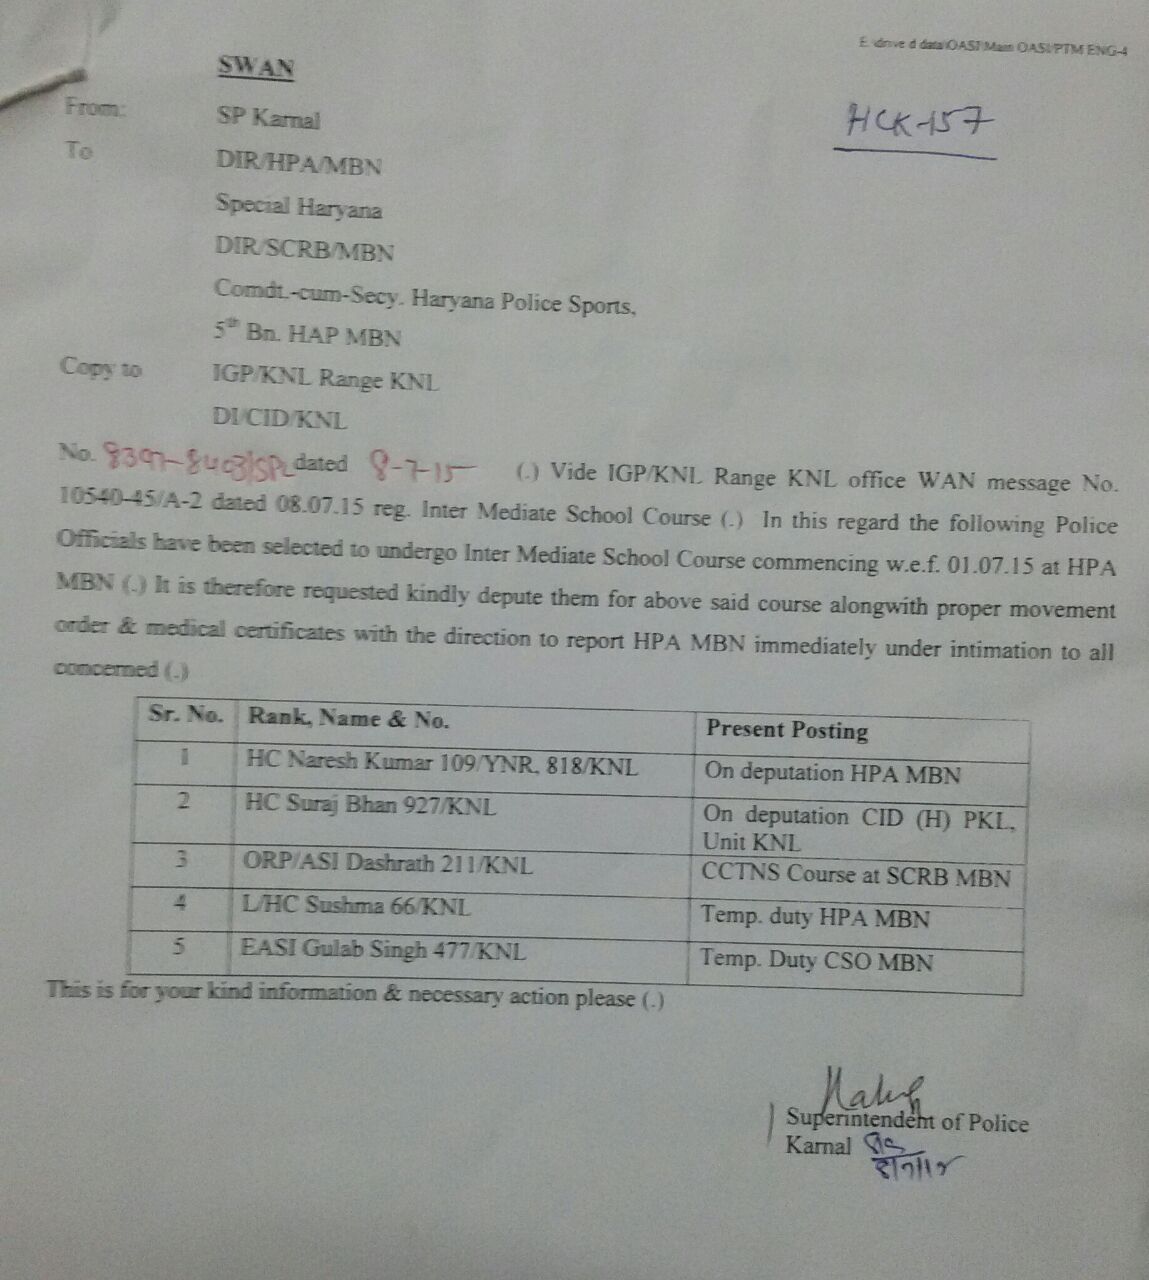 E:\drive d data\OASI\Main OASI/PTM ENG-4
SWAN
HCK-157
From: SP Karnal
To DIR/HPA/MBN
Special Haryana
DIR/SCRB/MBN
Comdt.-cum-Secy. Haryana Police Sports,
5th Bn. HAP MBN
Copy to IGP/KNL Range KNL
DI/CID/KNL
No. 8397-8403/SPL dated 8-7-15 (.) Vide IGP/KNL Range KNL office WAN message No.
10540-45/A-2 dated 08.07.15 reg. Inter Mediate School Course (.) In this regard the following Police
Officials have been selected to undergo Inter Mediate School Course commencing w.e.f. 01.07.15 at HPA
MBN (.) It is therefore requested kindly depute them for above said course alongwith proper movement
order & medical certificates with the direction to report HPA MBN immediately under intimation to all
concerned (.)
Sr. No. Rank, Name & No. Present Posting
1 HC Naresh Kumar 109/YNR, 818/KNL On deputation HPA MBN
2 HC Suraj Bhan 927/KNL On deputation CID (H) PKL,
Unit KNL
3 ORP/ASI Dashrath 211/KNL CCTNS Course at SCRB MBN
4 L/HC Sushma 66/KNL Temp. duty HPA MBN
5 EASI Gulab Singh 477/KNL Temp. Duty CSO MBN
This is for your kind information & necessary action please (.)
Superintendent of Police
Karnal